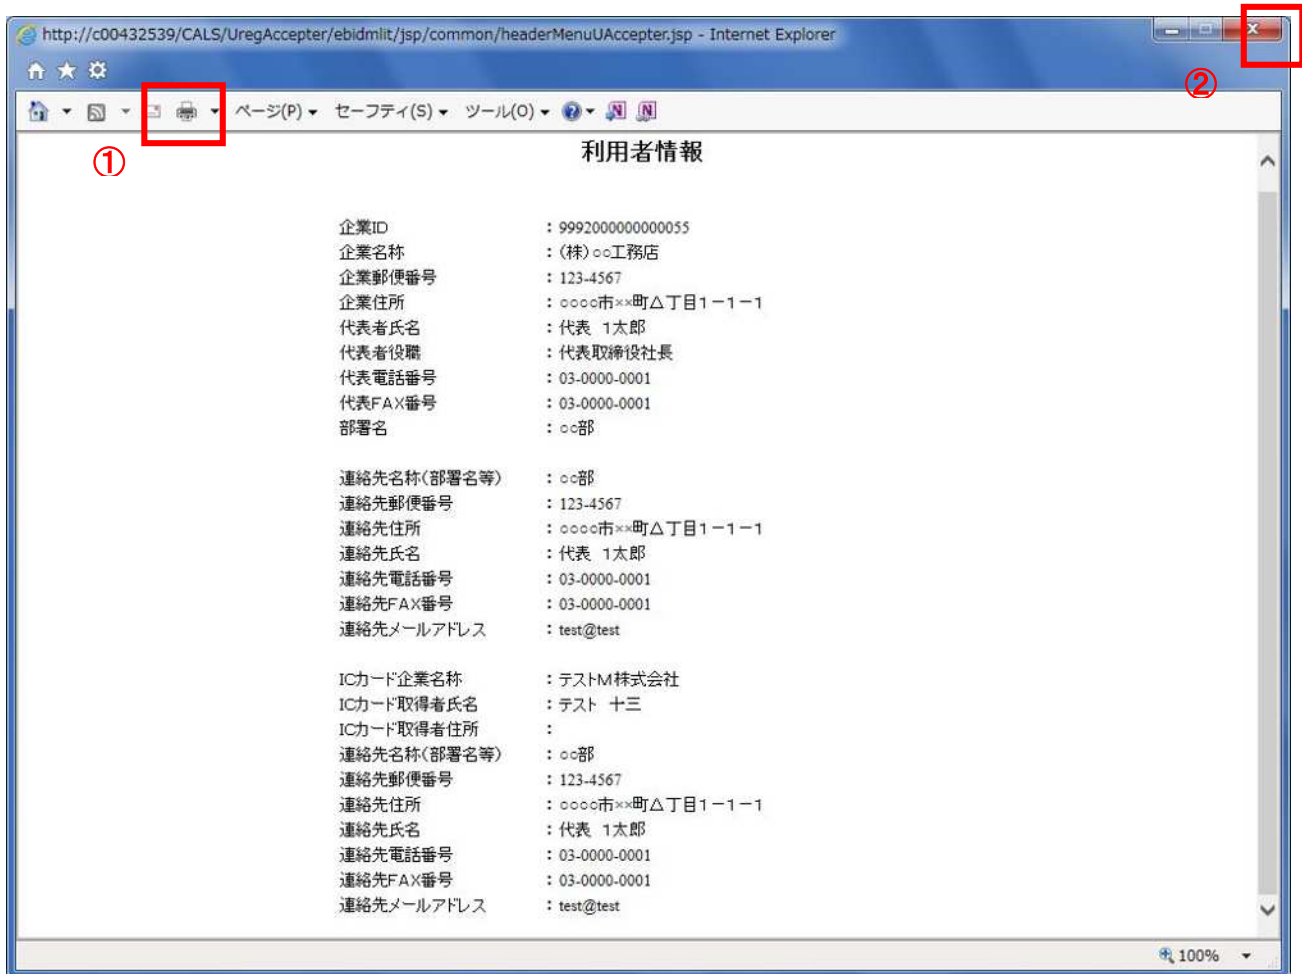 http://c00432539/CALS/UregAccepter/ebidmlit/jsp/common/headerMenuUAccepter.jsp - Internet Explorer
②
ページ(P) セーフティ(S) ツール(O)
①
利用者情報
企業ID : 9992000000000055
企業名称 : (株)○○工務店
企業郵便番号 : 123-4567
企業住所 : ○○○○市××町△丁目1-1-1
代表者氏名 : 代表 1太郎
代表者役職 : 代表取締役社長
代表電話番号 : 03-0000-0001
代表FAX番号 : 03-0000-0001
部署名 : ○○部
連絡先名称(部署名等) : ○○部
連絡先郵便番号 : 123-4567
連絡先住所 : ○○○○市××町△丁目1-1-1
連絡先氏名 : 代表 1太郎
連絡先電話番号 : 03-0000-0001
連絡先FAX番号 : 03-0000-0001
連絡先メールアドレス : test@test
ICカード企業名称 : テストM株式会社
ICカード取得者氏名 : テスト 十三
ICカード取得者住所 :
連絡先名称(部署名等) : ○○部
連絡先郵便番号 : 123-4567
連絡先住所 : ○○○○市××町△丁目1-1-1
連絡先氏名 : 代表 1太郎
連絡先電話番号 : 03-0000-0001
連絡先FAX番号 : 03-0000-0001
連絡先メールアドレス : test@test
100%